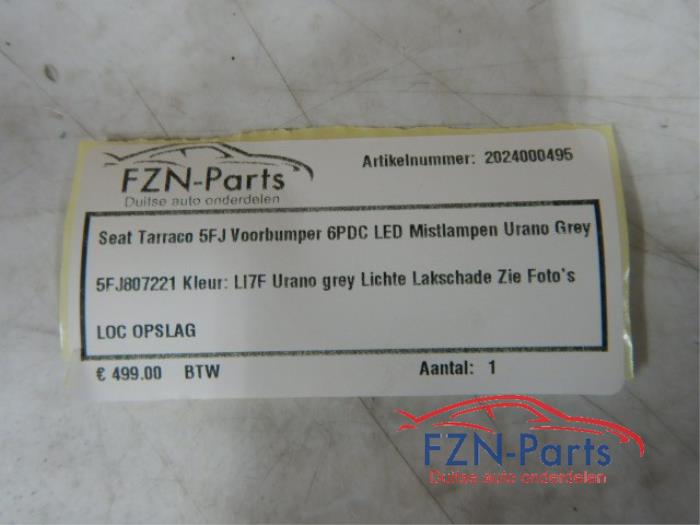 FZN-Parts
Duitse auto onderdelen
Artikelnummer: 2024000495
Seat Tarraco 5FJ Voorbumper 6PDC LED Mistlampen Urano Grey
5FJ807221 Kleur: LI7F Urano grey Lichte Lakschade Zie Foto's
LOC OPSLAG
€ 499.00 BTW
Aantal: 1
FZN-Parts
Duitse auto onderdelen